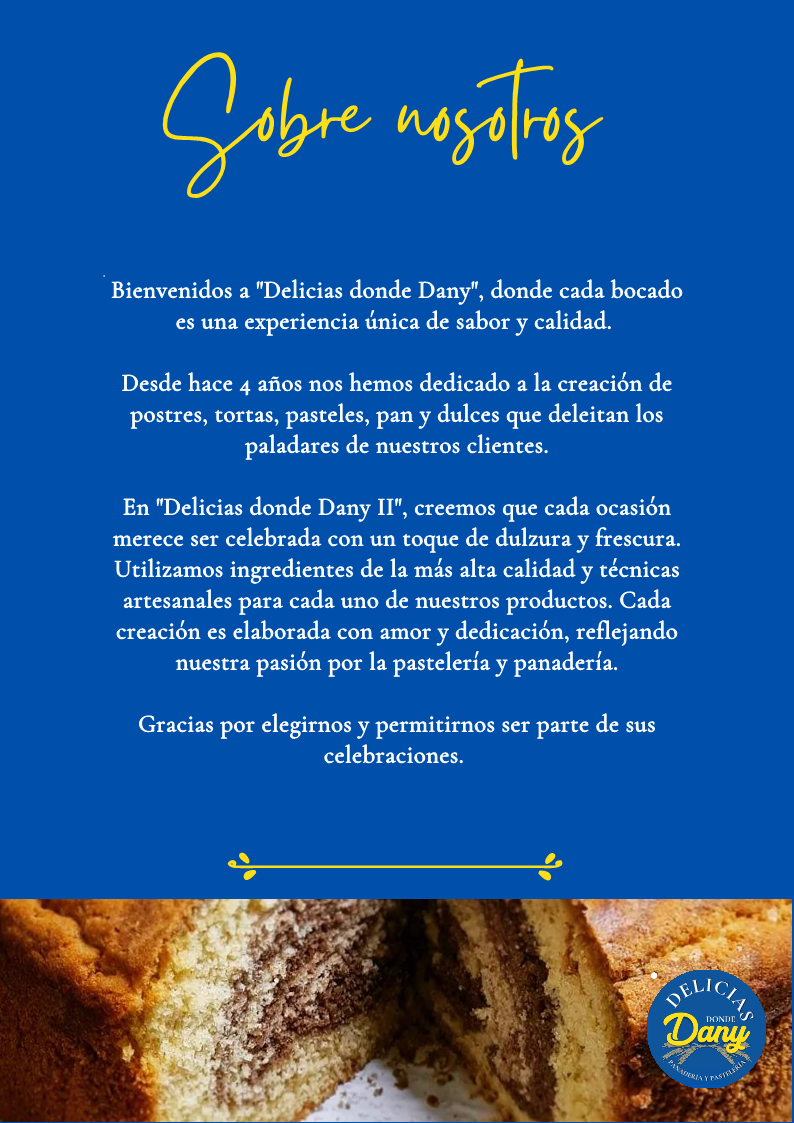 Sobre nosotros
Bienvenidos a "Delicias donde Dany", donde cada bocado
es una experiencia única de sabor y calidad.
Desde hace 4 años nos hemos dedicado a la creación de
postres, tortas, pasteles, pan y dulces que deleitan los
paladares de nuestros clientes.
En "Delicias donde Dany II", creemos que cada ocasión
merece ser celebrada con un toque de dulzura y frescura.
Utilizamos ingredientes de la más alta calidad y técnicas
artesanales para cada uno de nuestros productos. Cada
creación es elaborada con amor y dedicación, reflejando
nuestra pasión por la pastelería y panadería.
Gracias por elegirnos y permitirnos ser parte de sus
celebraciones.
DELICIAS
DONDE
Dany
PANADERÍA Y PASTELERÍA